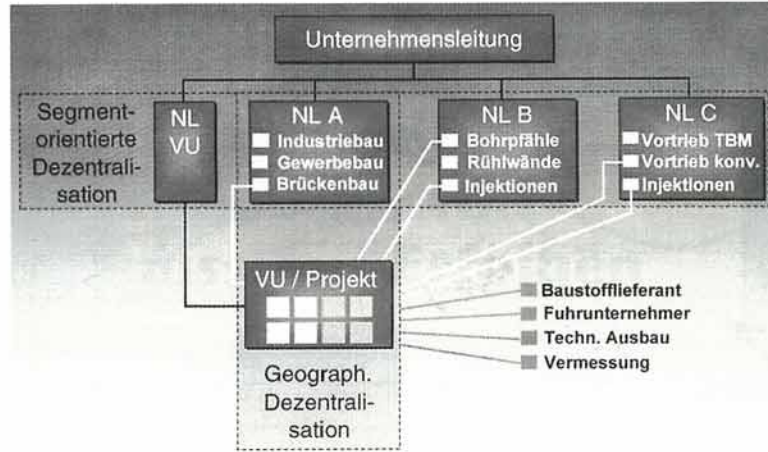 Unternehmensleitung
Segment-
orientierte
Dezentrali-
sation
NL
VU
NL A
Industriebau
Gewerbebau
Brückenbau
NL B
Bohrpfähle
Rühlwände
Injektionen
NL C
Vortrieb TBM
Vortrieb konv.
Injektionen
VU / Projekt
Baustofflieferant
Fuhrunternehmer
Techn. Ausbau
Vermessung
Geograph.
Dezentrali-
sation